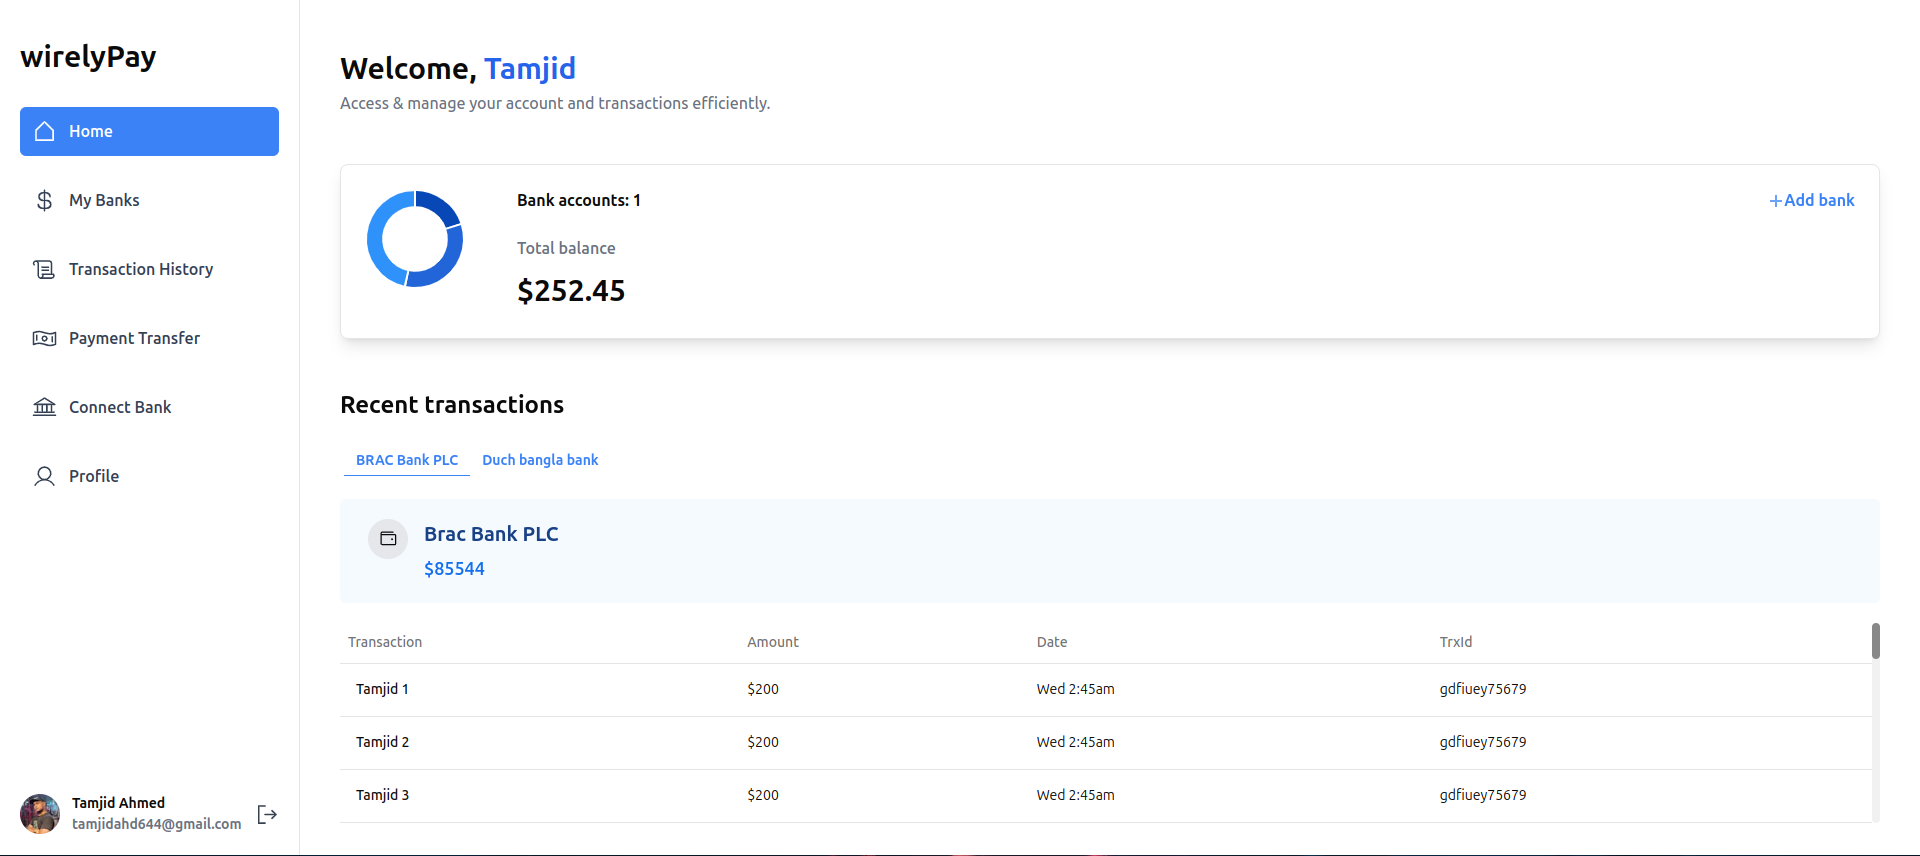 wirelyPay
Home
My Banks
Transaction History
Payment Transfer
Connect Bank
Profile
Tamjid Ahmed
tamjidahd644@gmail.com
Welcome, Tamjid
Access & manage your account and transactions efficiently.
Bank accounts: 1
+Add bank
Total balance
$252.45
Recent transactions
BRAC Bank PLC Duch bangla bank
Brac Bank PLC
$85544
Transaction Amount Date TrxId
Tamjid 1 $200 Wed 2:45am gdfiuey75679
Tamjid 2 $200 Wed 2:45am gdfiuey75679
Tamjid 3 $200 Wed 2:45am gdfiuey75679